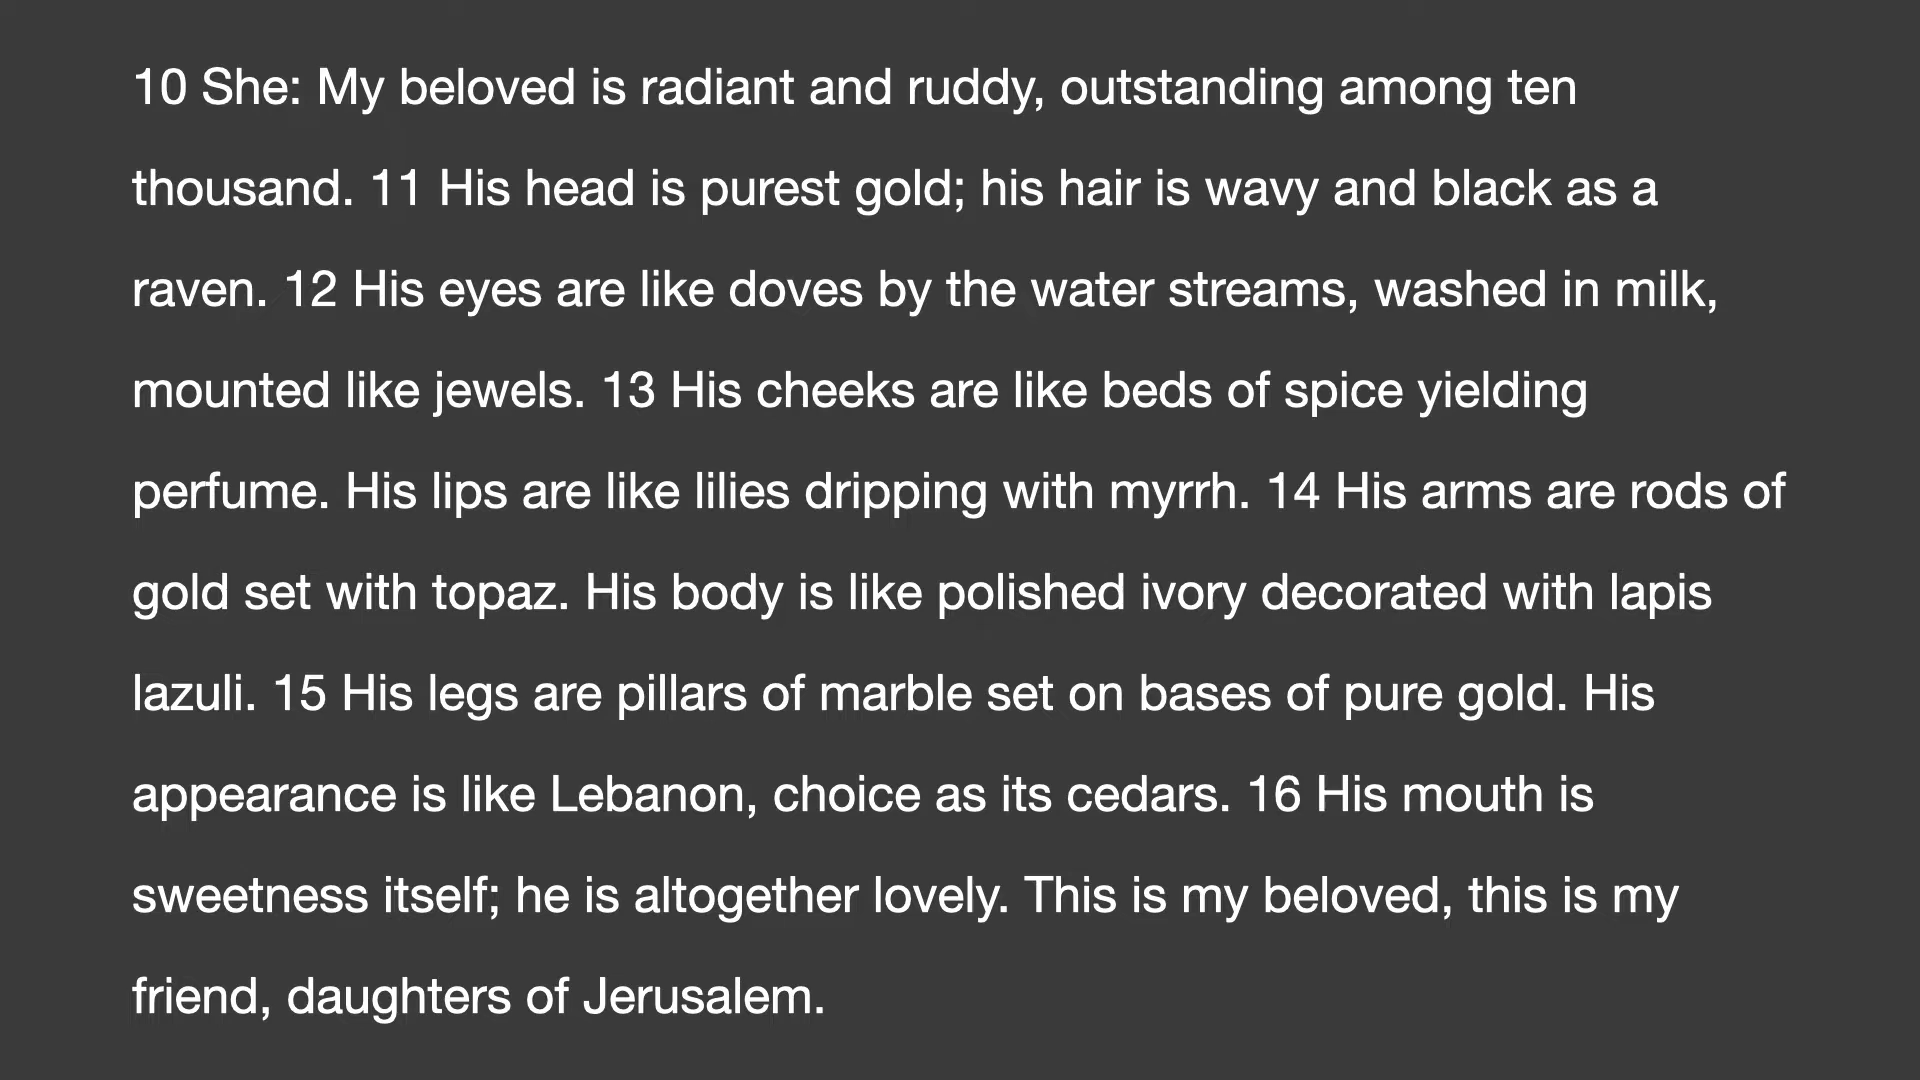 10 She: My beloved is radiant and ruddy, outstanding among ten
thousand. 11 His head is purest gold; his hair is wavy and black as a
raven. 12 His eyes are like doves by the water streams, washed in milk,
mounted like jewels. 13 His cheeks are like beds of spice yielding
perfume. His lips are like lilies dripping with myrrh. 14 His arms are rods of
gold set with topaz. His body is like polished ivory decorated with lapis
lazuli. 15 His legs are pillars of marble set on bases of pure gold. His
appearance is like Lebanon, choice as its cedars. 16 His mouth is
sweetness itself; he is altogether lovely. This is my beloved, this is my
friend, daughters of Jerusalem.